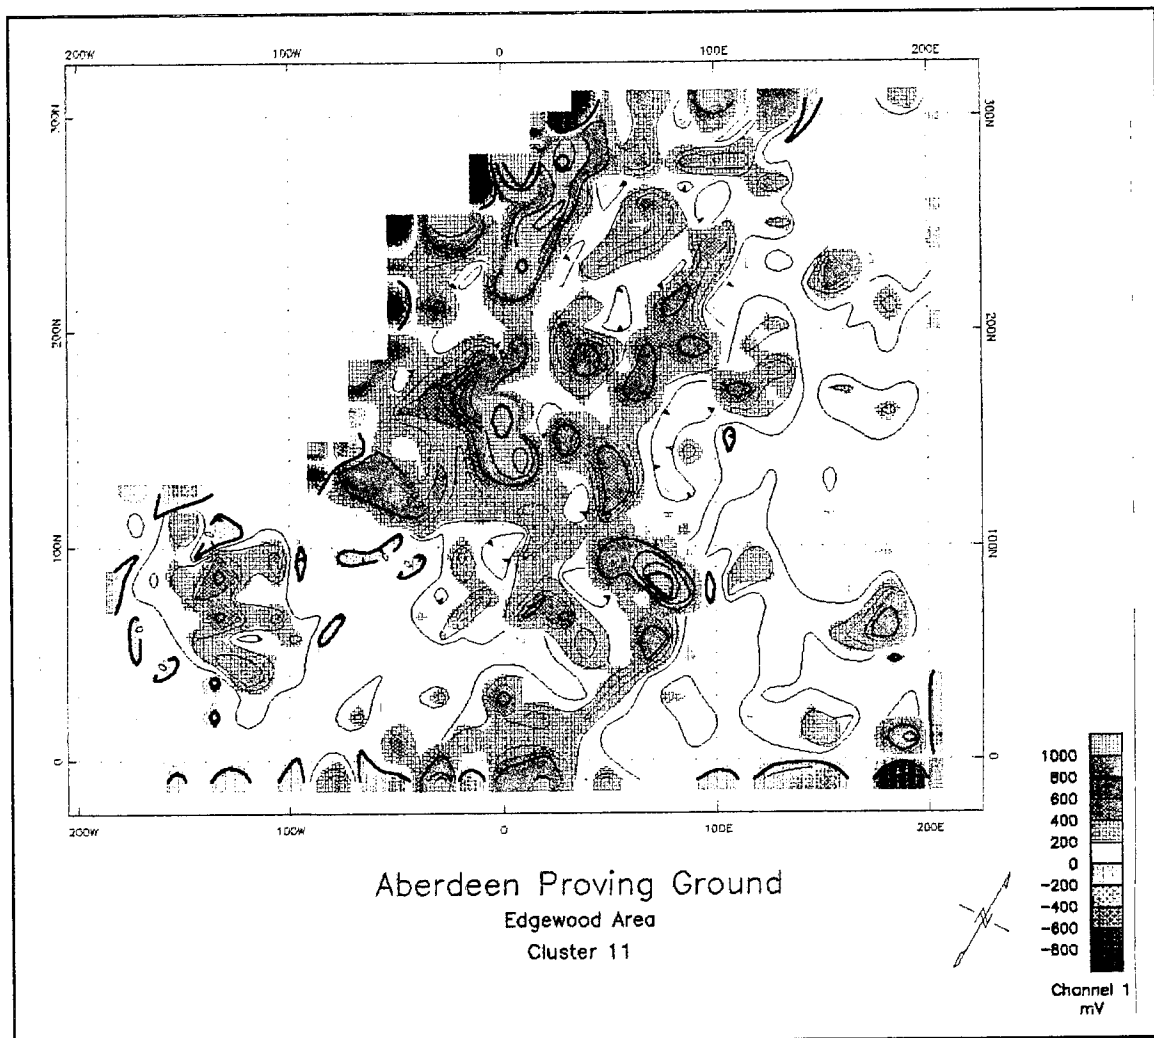 200W 100W 0 100E 200E
300N 300N
200N 200N
100N 100N
0 0
200W 100W 0 100E 200E
Aberdeen Proving Ground
Edgewood Area
Cluster 11
N
1000
800
600
400
200
0
-200
-400
-600
-800
Channel 1
mV